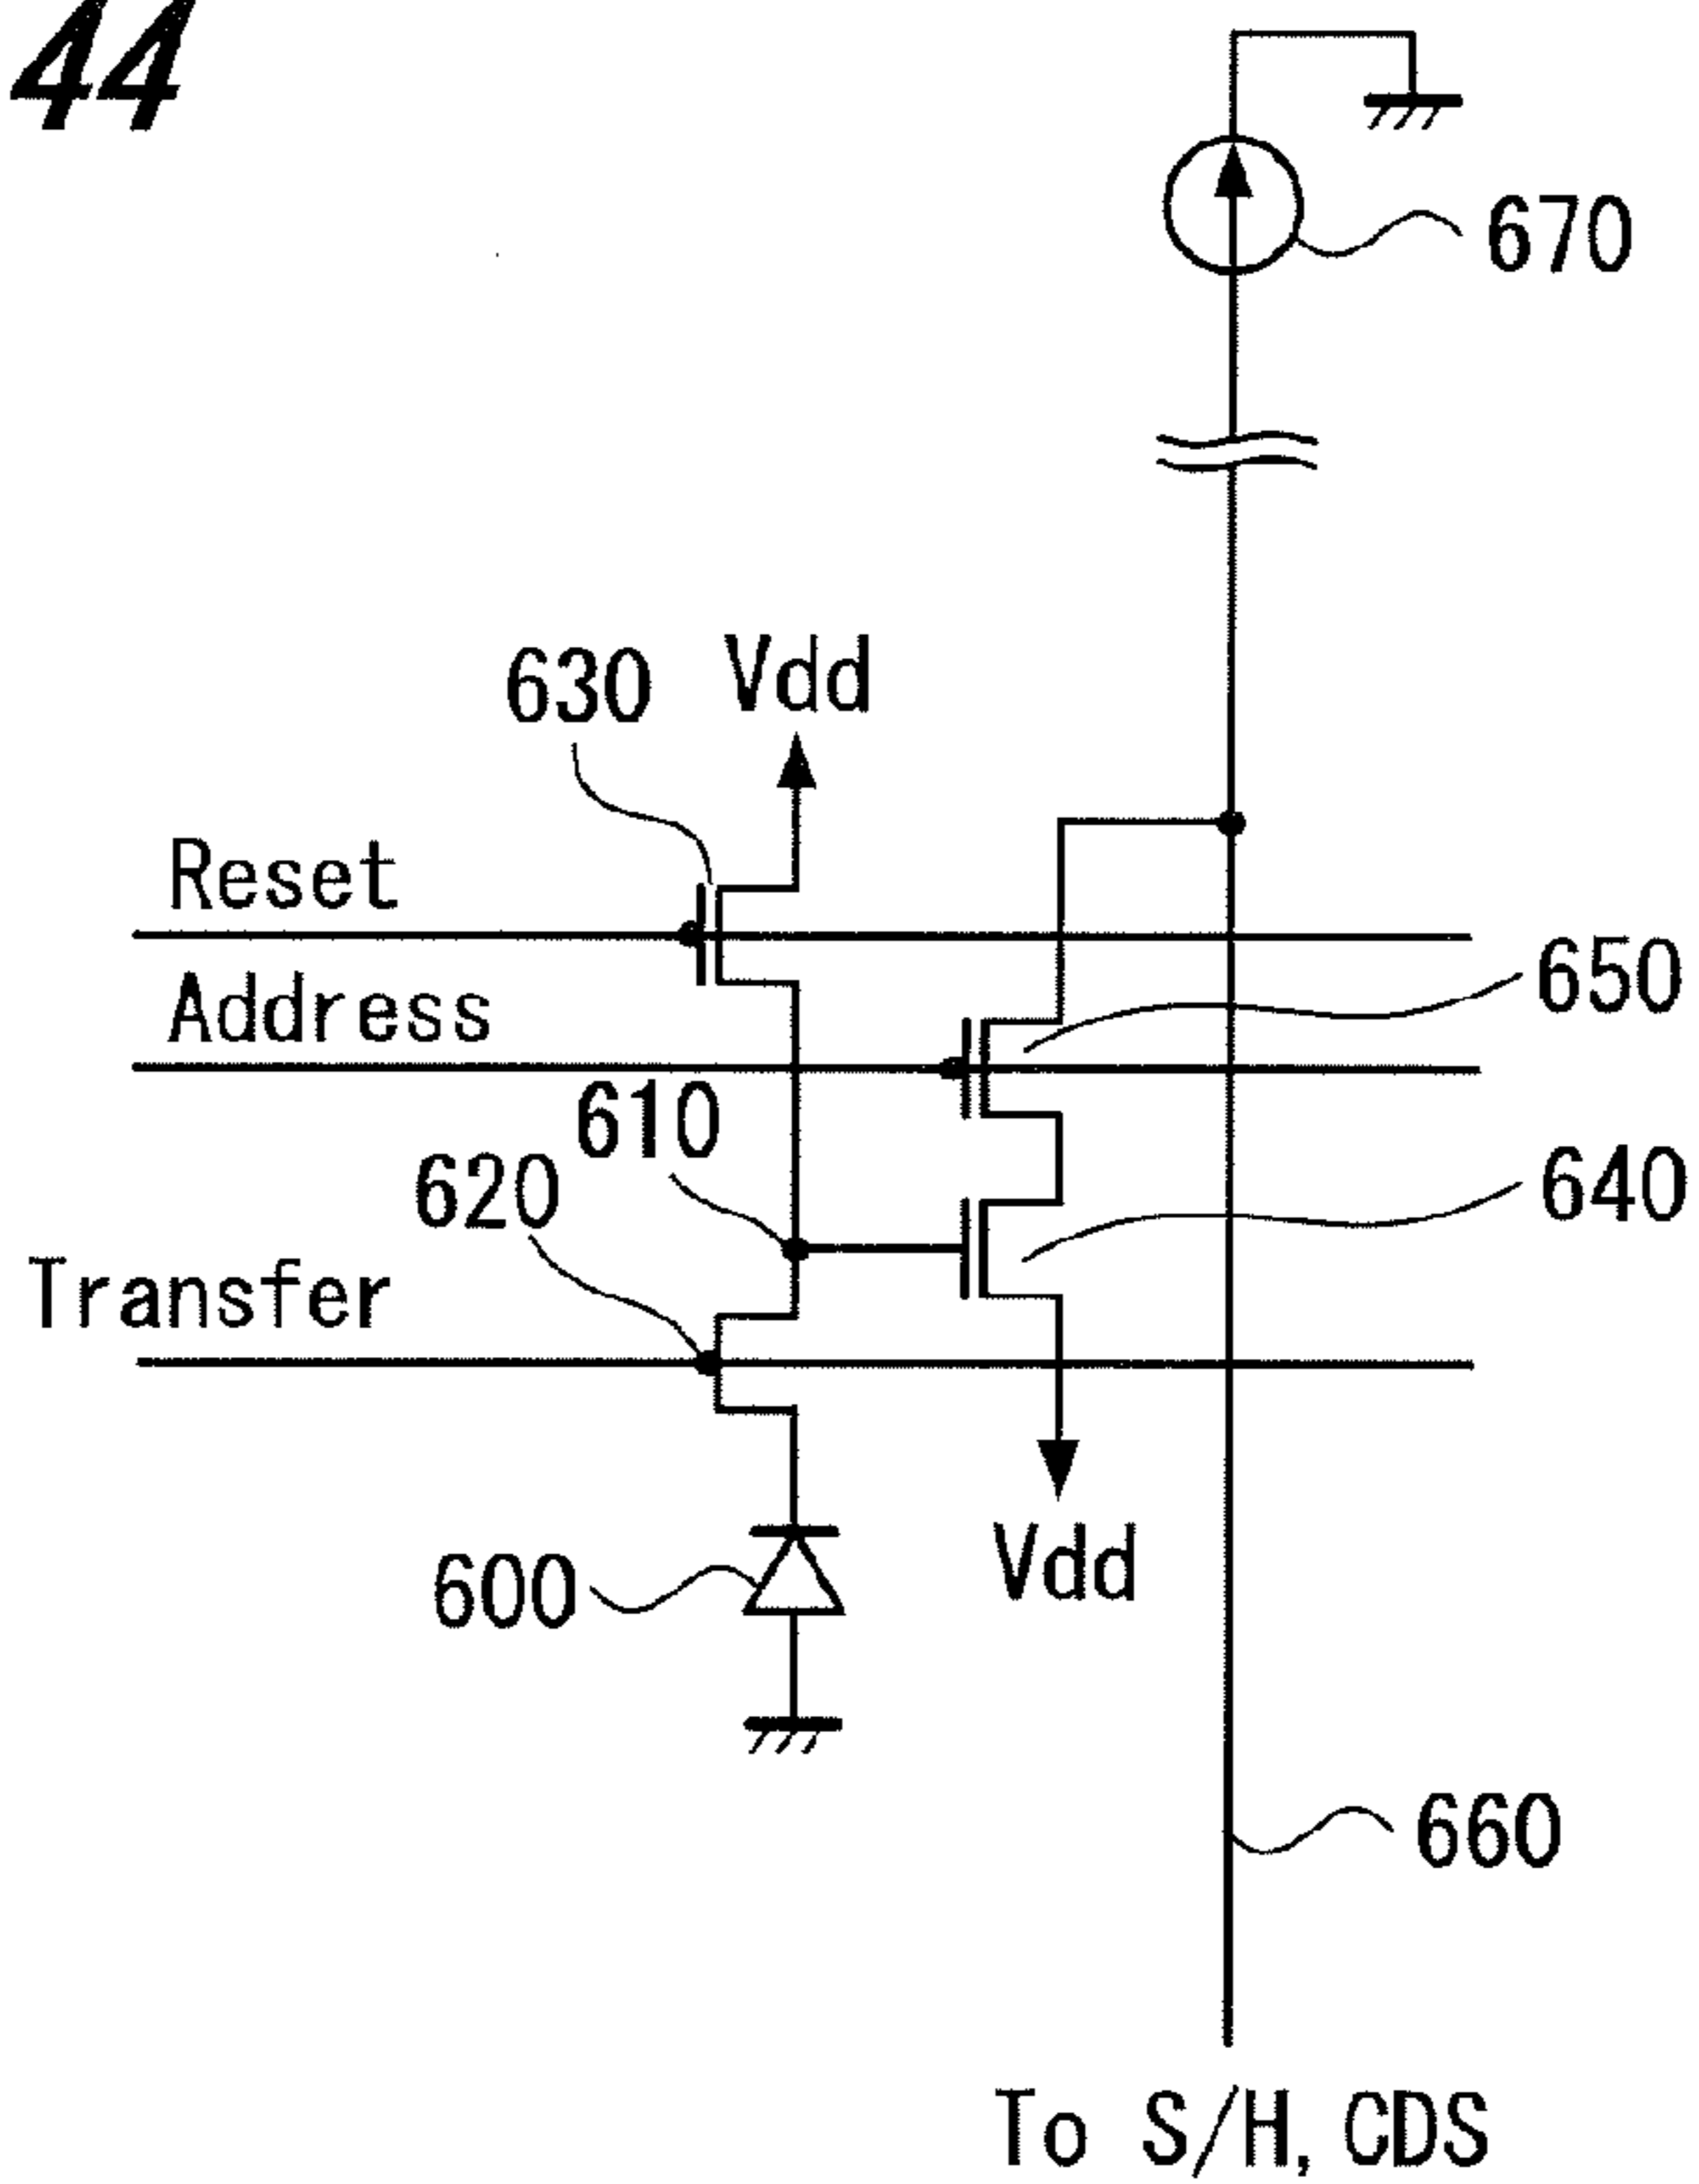 44
670
630 Vdd
Reset
650
Address
610
620
640
Transfer
Vdd
600
660
To S/H, CDS